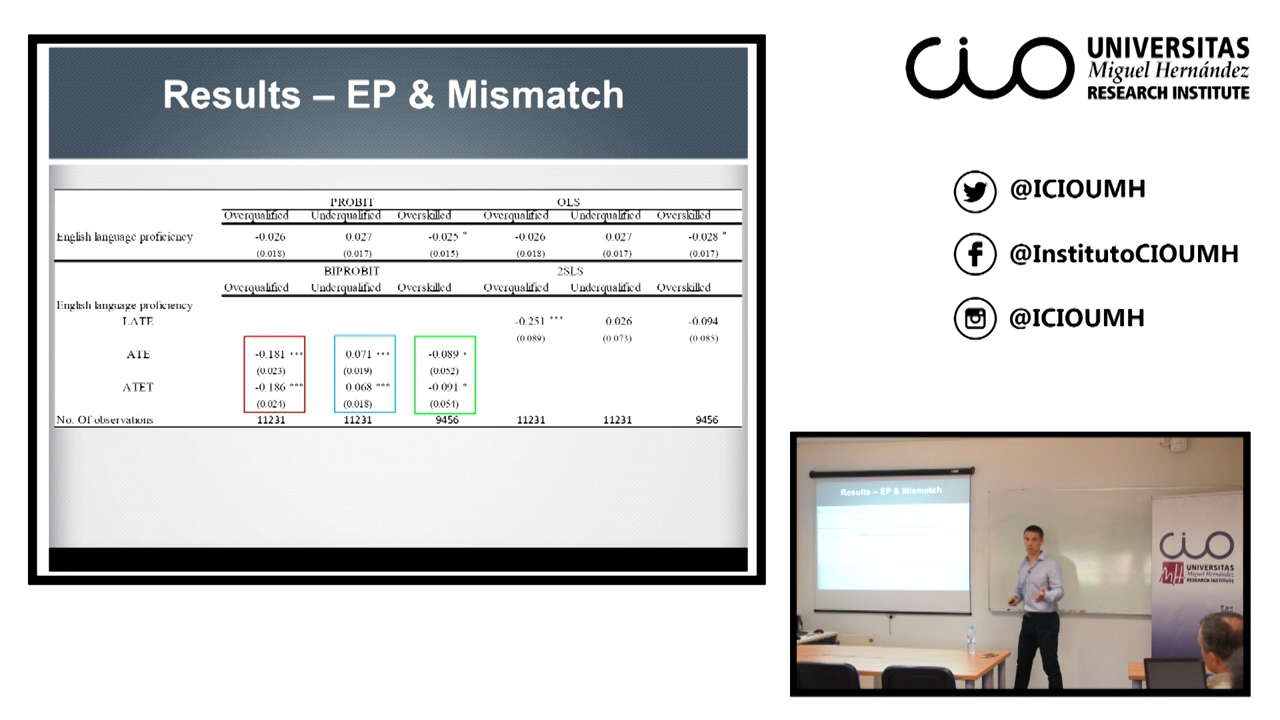 Results – EP & Mismatch
PROBIT OLS
Overqualified Underqualified Overskilled Overqualified Underqualified Overskilled
English language proficiency -0.026 0.027 -0.025 * -0.026 0.027 -0.028 *
(0.018) (0.017) (0.015) (0.018) (0.017) (0.017)
BIPROBIT 2SLS
Overqualified Underqualified Overskilled Overqualified Underqualified Overskilled
English language proficiency
LATE -0.251 *** 0.026 -0.094
(0.089) (0.073) (0.085)
ATE -0.181 *** 0.071 *** -0.089 *
(0.023) (0.019) (0.052)
ATET -0.186 *** 0.068 *** -0.091 *
(0.024) (0.018) (0.054)
No. Of observations 11231 11231 9456 11231 11231 9456
cio UNIVERSITAS
Miguel Hernández
RESEARCH INSTITUTE
@ICIOUMH
@InstitutoCIOUMH
@ICIOUMH
Results – EP & Mismatch
cio
UNIVERSITAS
Miguel Hernández
RESEARCH INSTITUTE